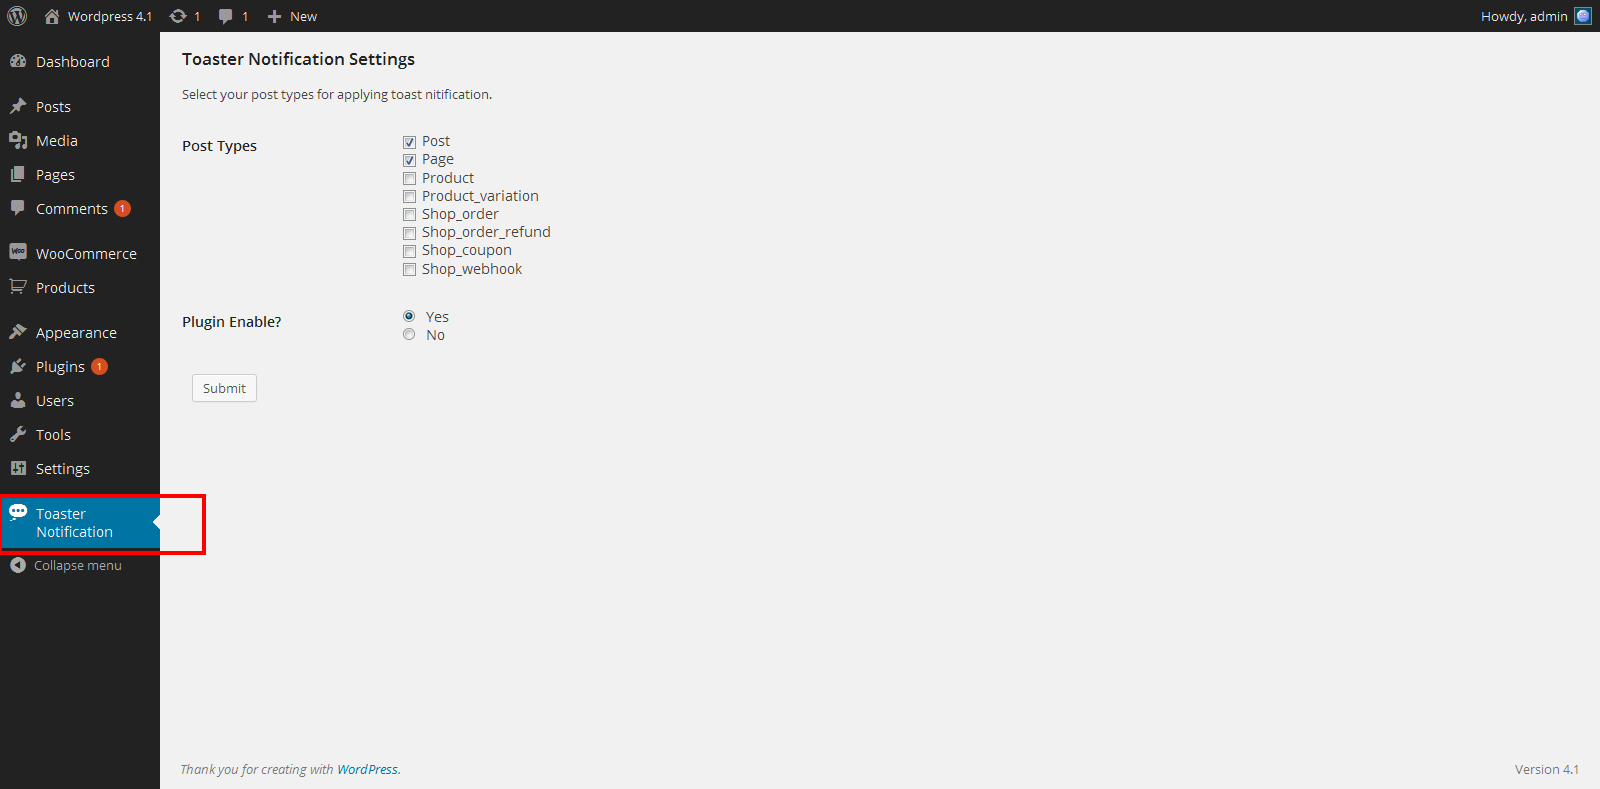 Wordpress 4.1 1 1 New Howdy, admin
Dashboard
Posts
Media
Pages
Comments 1
WooCommerce
Products
Appearance
Plugins 1
Users
Tools
Settings
Toaster
Notification
Collapse menu
Toaster Notification Settings
Select your post types for applying toast nitification.
Post Types
Post
Page
Product
Product_variation
Shop_order
Shop_order_refund
Shop_coupon
Shop_webhook
Plugin Enable?
Yes
No
Submit
Thank you for creating with WordPress. Version 4.1